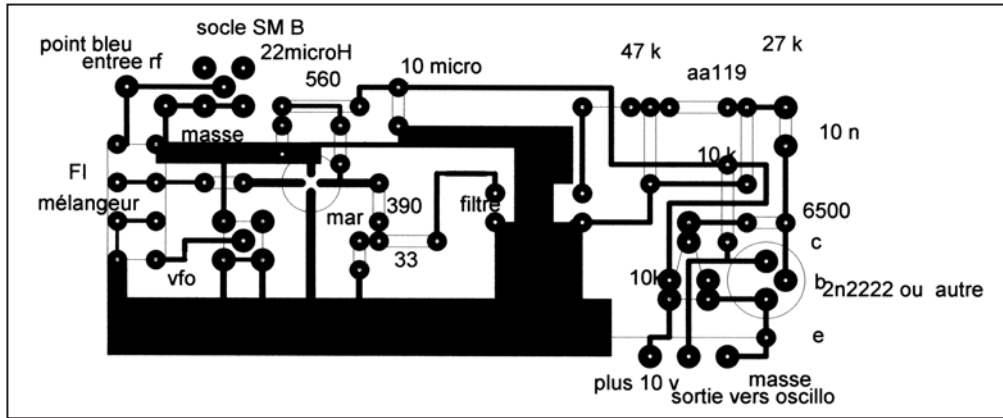 socle SM B
point bleu
entree rf
22microH
560
10 micro
47 k
27 k
aa119
masse
10 n
10 k
FI
mélangeur
mar
390
filtre
6500
33
c
vfo
10k
b
2n2222 ou autre
e
plus 10 v
masse
sortie vers oscillo